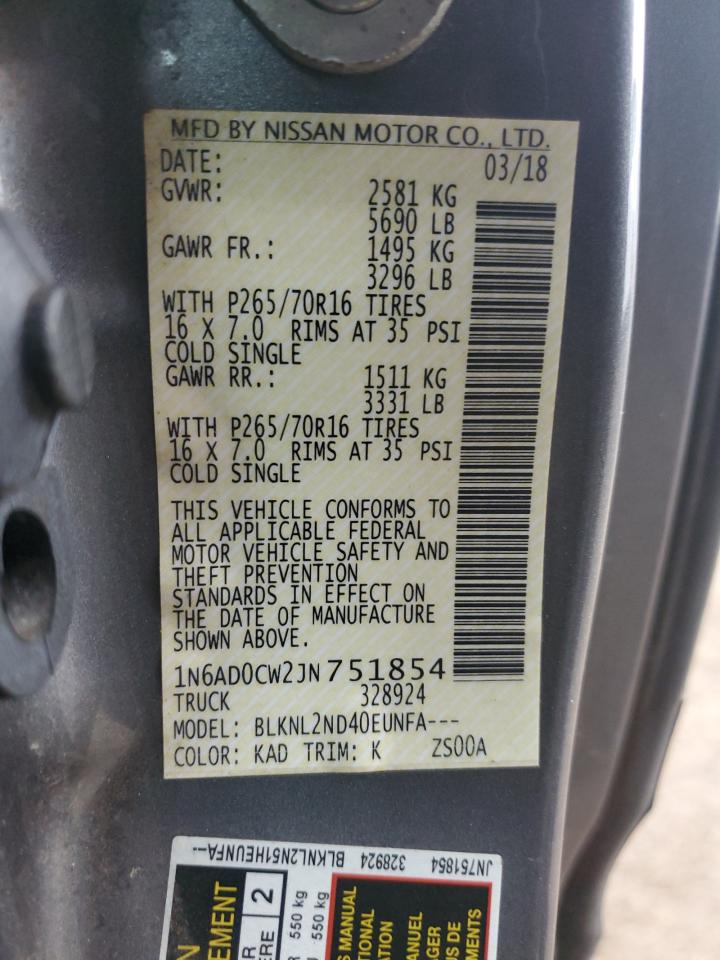 MFD BY NISSAN MOTOR CO., LTD.
DATE: 03/18
GVWR: 2581 KG
5690 LB
GAWR FR.: 1495 KG
3296 LB
WITH P265/70R16 TIRES
16 X 7.0 RIMS AT 35 PSI
COLD SINGLE
GAWR RR.: 1511 KG
3331 LB
WITH P265/70R16 TIRES
16 X 7.0 RIMS AT 35 PSI
COLD SINGLE
THIS VEHICLE CONFORMS TO
ALL APPLICABLE FEDERAL
MOTOR VEHICLE SAFETY AND
THEFT PREVENTION
STANDARDS IN EFFECT ON
THE DATE OF MANUFACTURE
SHOWN ABOVE.
1N6AD0CW2JN751854
TRUCK 328924
MODEL: BLKNL2ND40EUNFA---
COLOR: KAD TRIM: K ZS00A
JN751854 328924 BLKNL2N51HEUNFA--
EMENT
2
550 kg
550 kg
S MANUAL
MANUEL